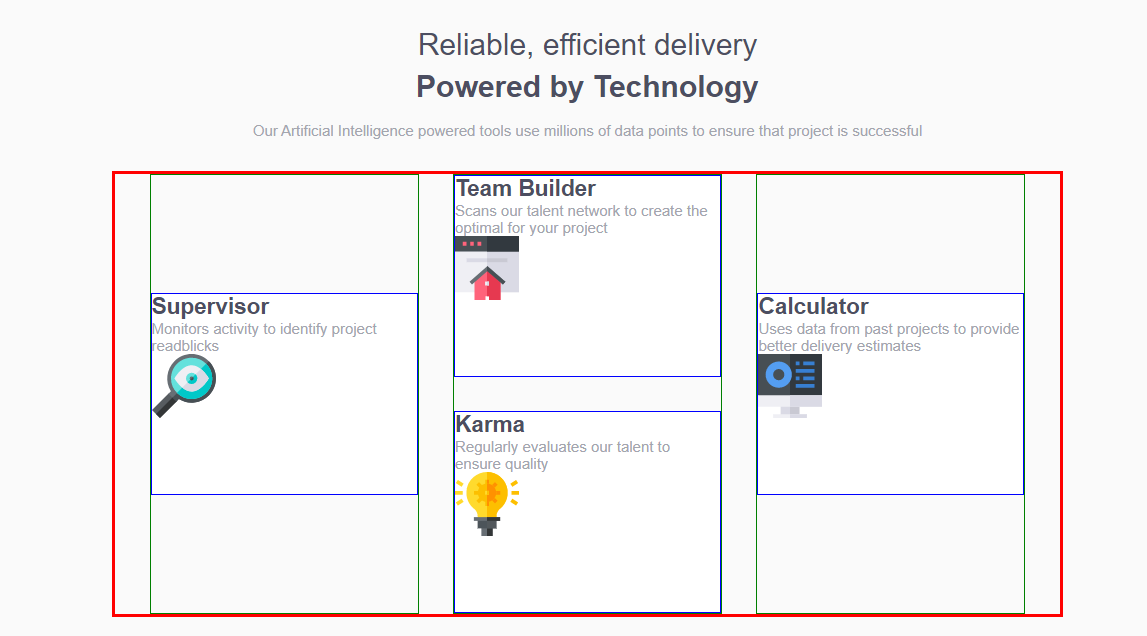 Reliable, efficient delivery
Powered by Technology
Our Artificial Intelligence powered tools use millions of data points to ensure that project is successful
Supervisor
Monitors activity to identify project
readblicks
Team Builder
Scans our talent network to create the
optimal for your project
Karma
Regularly evaluates our talent to
ensure quality
Calculator
Uses data from past projects to provide
better delivery estimates